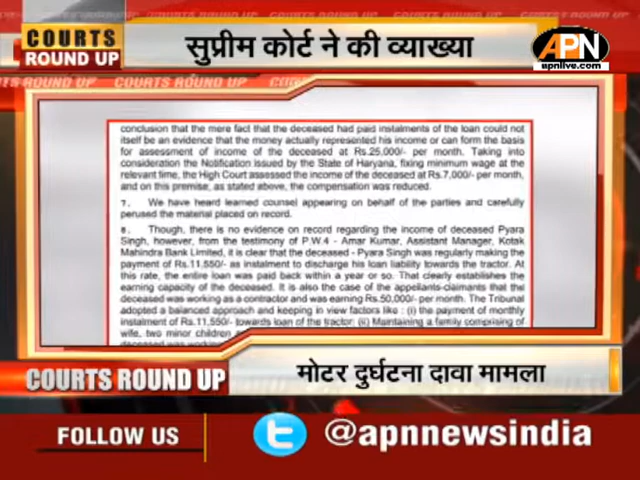 COURTS
ROUND UP
सुप्रीम कोर्ट ने की व्याख्या
APN
apnlive.com
COURTS ROUND UP
conclusion that the mere fact that the deceased had paid instalments of the loan could not
itself be an evidence that the money actually represented his income or can form the basis
for assessment of income of the deceased at Rs.25,000/- per month. Taking into
consideration the Notification issued by the State of Haryana, fixing minimum wage at the
relevant time, the High Court assessed the income of the deceased at Rs.7,000/- per month,
and on this premise, as stated above, the compensation was reduced.
7. We have heard learned counsel appearing on behalf of the parties and carefully
perused the material placed on record.
8. Though, there is no evidence on record regarding the income of deceased Pyara
Singh, however, from the testimony of P.W.4 - Amar Kumar, Assistant Manager, Kotak
Mahindra Bank Limited, it is clear that the deceased - Pyara Singh was regularly making the
payment of Rs.11,550/- as instalment to discharge his loan liability towards the tractor. At
this rate, the entire loan was paid back within a year or so. That clearly establishes the
earning capacity of the deceased. It is also the case of the appellants-claimants that the
deceased was working as a contractor and was earning Rs.50,000/- per month. The Tribunal
adopted a balanced approach and keeping in view factors like : (i) the payment of monthly
instalment of Rs.11,550/- towards loan of the tractor; (ii) Maintaining a family comprising of
wife, two minor children
deceased was
COURTS ROUND UP
मोटर दुर्घटना दावा मामला
FOLLOW US
@apnnewsindia